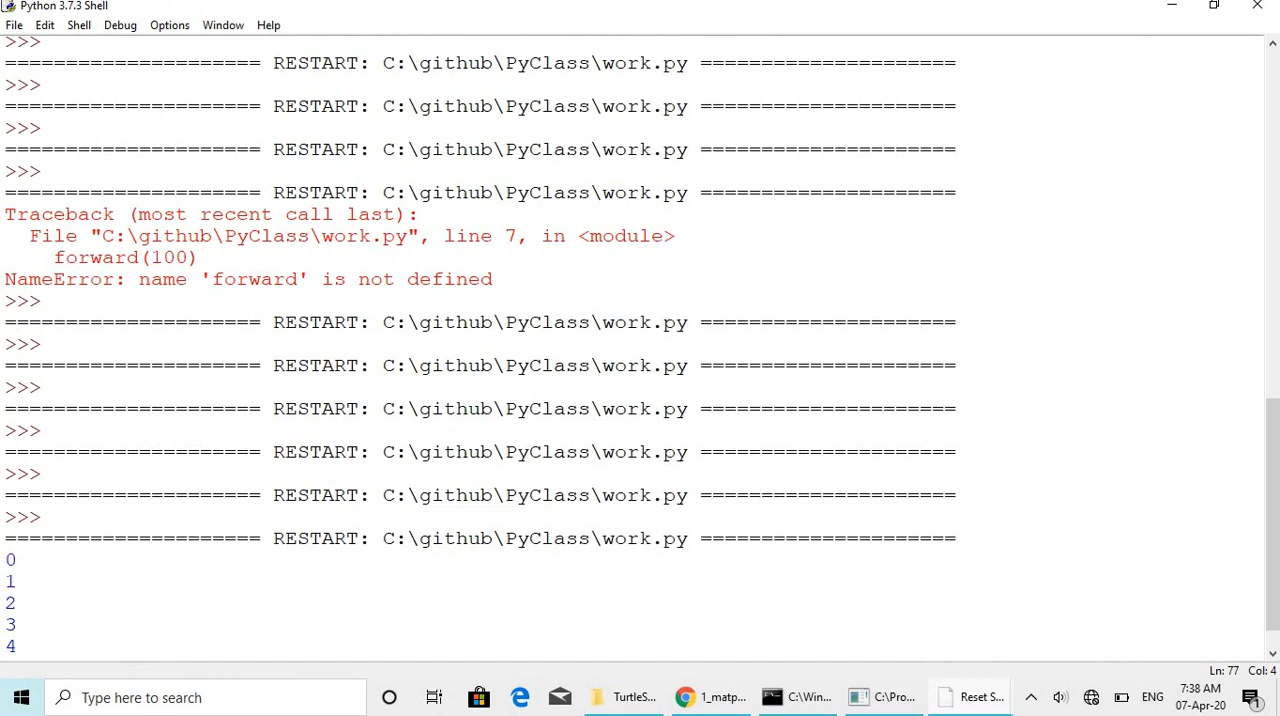 Python 3.7.3 Shell
File Edit Shell Debug Options Window Help
>>>
===================== RESTART: C:\github\PyClass\work.py =====================
>>>
===================== RESTART: C:\github\PyClass\work.py =====================
>>>
===================== RESTART: C:\github\PyClass\work.py =====================
>>>
===================== RESTART: C:\github\PyClass\work.py =====================
Traceback (most recent call last):
  File "C:\github\PyClass\work.py", line 7, in <module>
    forward(100)
NameError: name 'forward' is not defined
>>>
===================== RESTART: C:\github\PyClass\work.py =====================
>>>
===================== RESTART: C:\github\PyClass\work.py =====================
>>>
===================== RESTART: C:\github\PyClass\work.py =====================
>>>
===================== RESTART: C:\github\PyClass\work.py =====================
>>>
===================== RESTART: C:\github\PyClass\work.py =====================
>>>
===================== RESTART: C:\github\PyClass\work.py =====================
0
1
2
3
4
Ln: 77 Col: 4
Type here to search TurtleS... 1_matp... C:\Win... C:\Pro... Reset S... ENG 7:38 AM
07-Apr-20 1